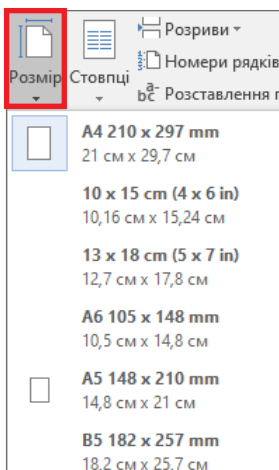 Розриви
Номери рядків
Розмір Стовпці
bc Розставлення
A4 210 x 297 mm
21 см x 29,7 см
10 x 15 cm (4 x 6 in)
10,16 см x 15,24 см
13 x 18 cm (5 x 7 in)
12,7 см x 17,8 см
A6 105 x 148 mm
10,5 см x 14,8 см
A5 148 x 210 mm
14,8 см x 21 см
B5 182 x 257 mm
18,2 см x 25,7 см